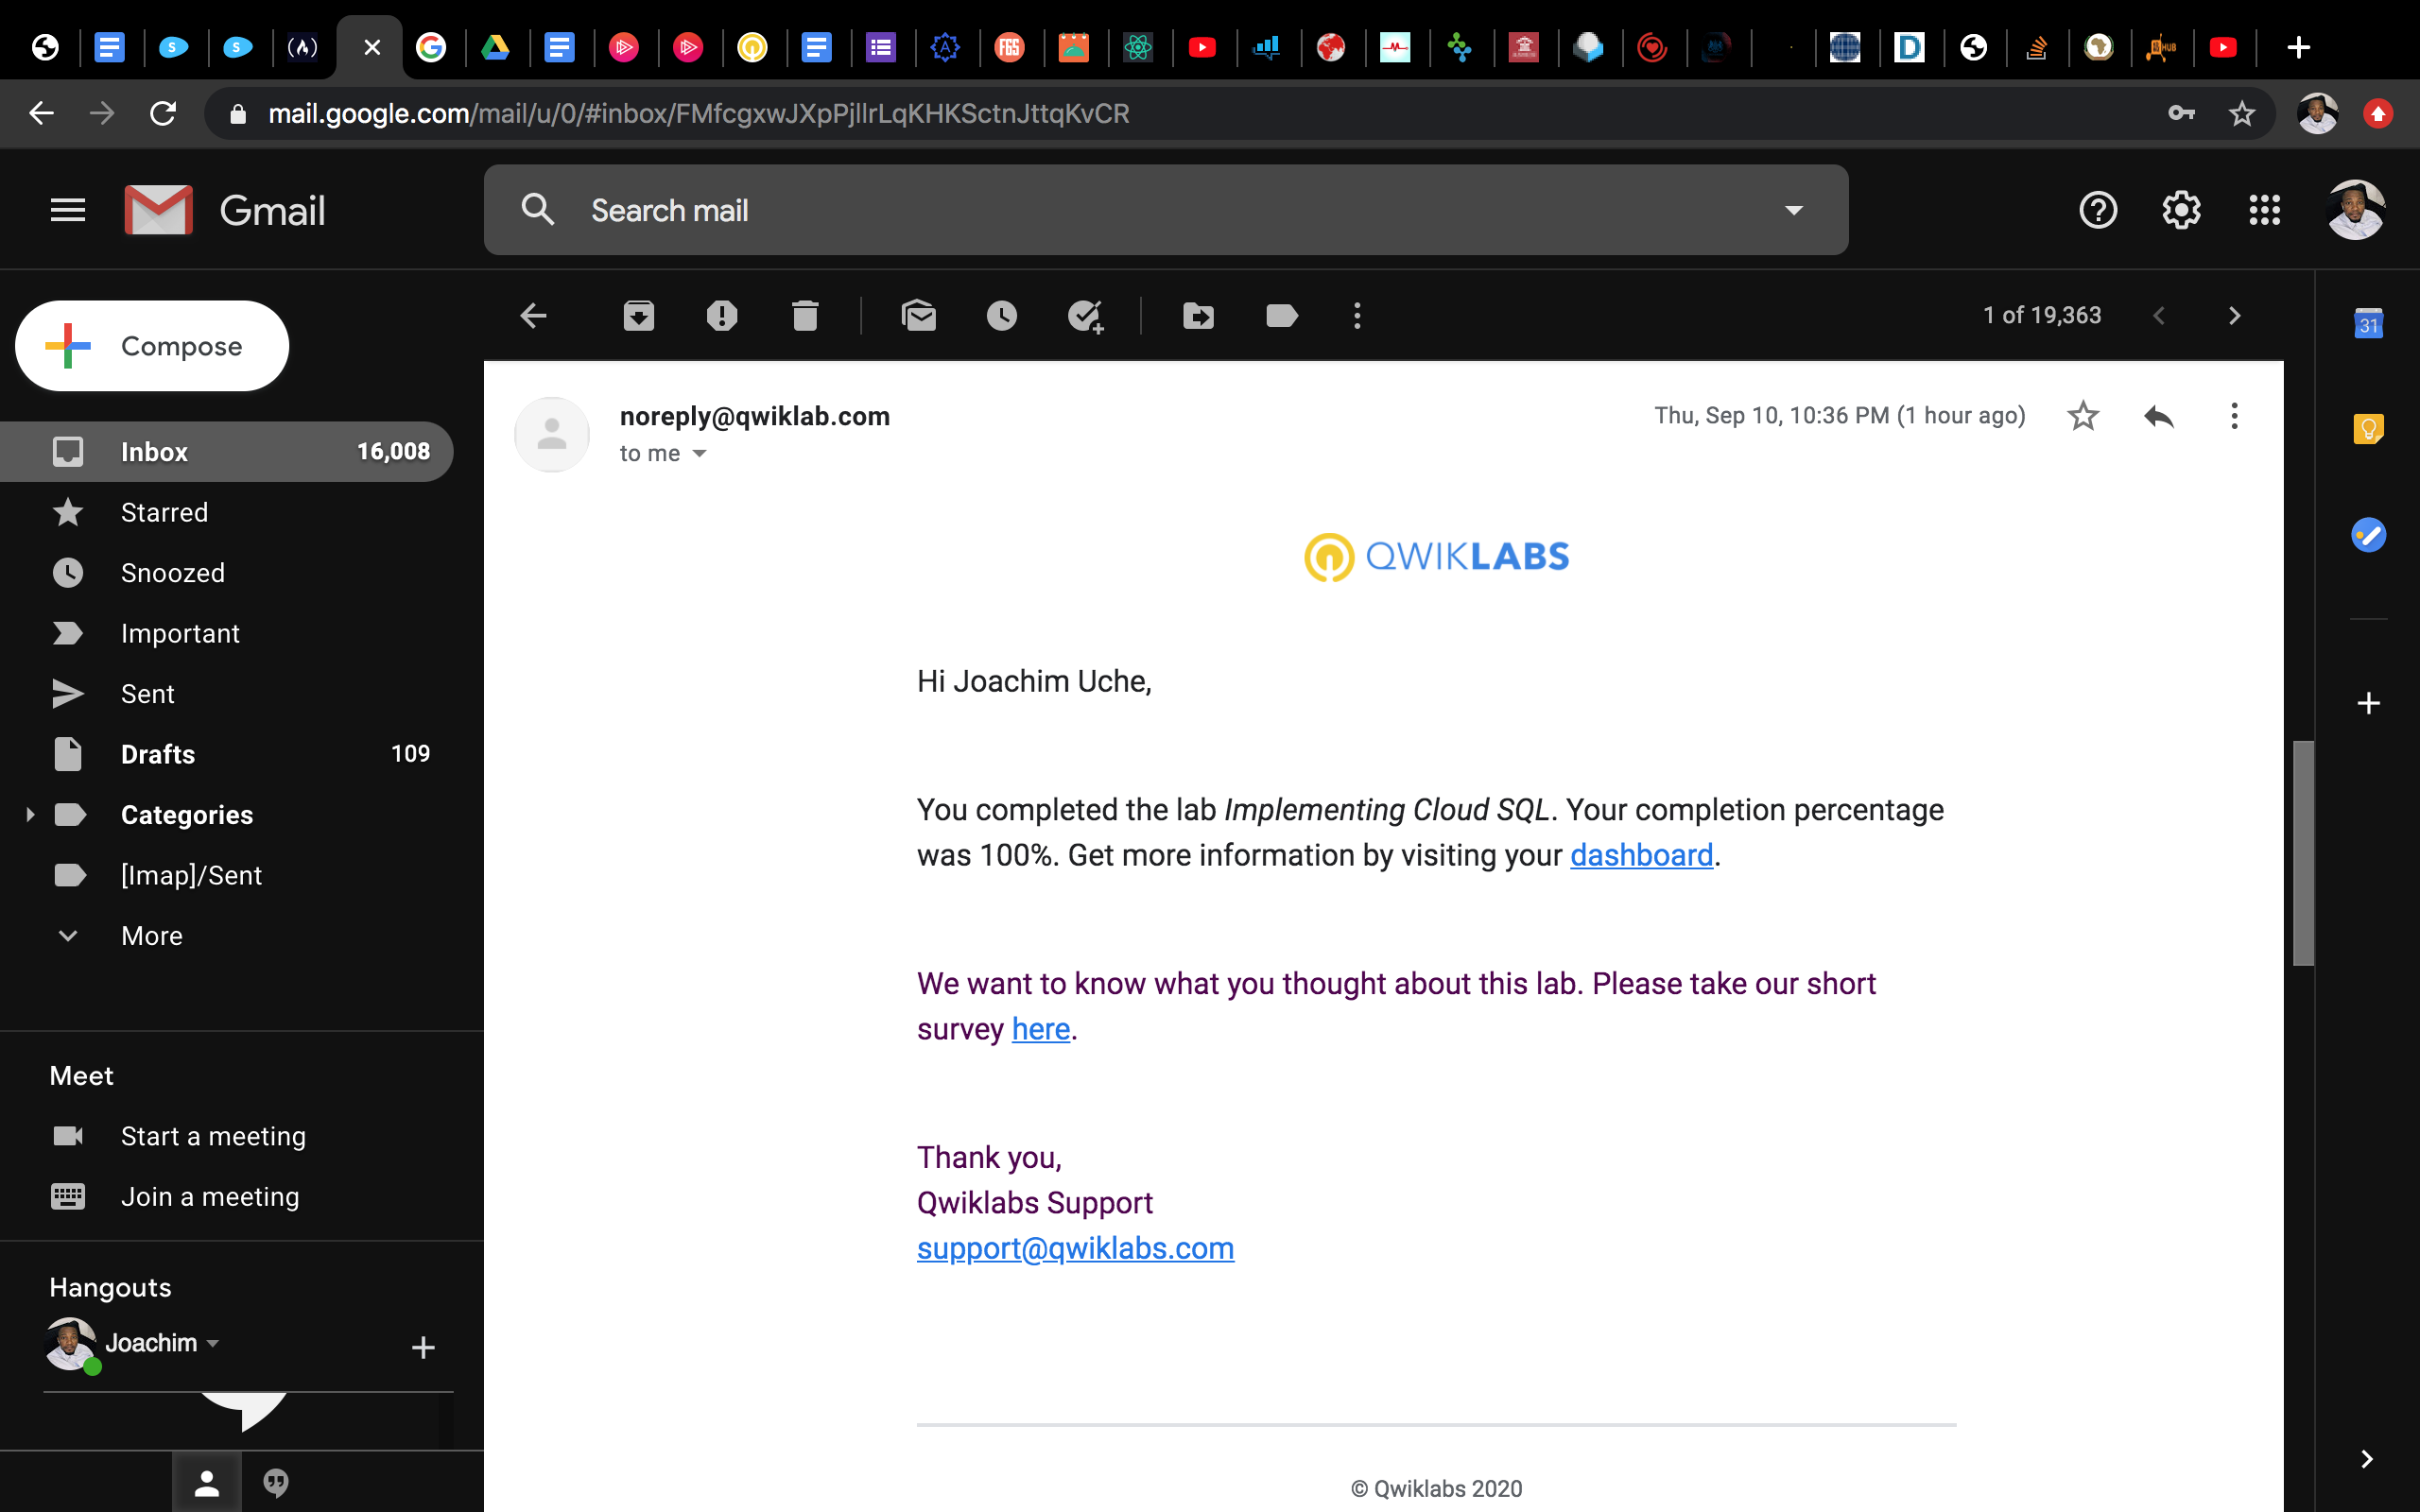 mail.google.com/mail/u/0/#inbox/FMfcgxwJXpPjllrLqKHKSctnJttqKvCR
Gmail
Search mail
Compose
1 of 19,363
31
Inbox 16,008
Starred
Snoozed
Important
Sent
Drafts 109
Categories
[Imap]/Sent
More
Meet
Start a meeting
Join a meeting
Hangouts
Joachim
noreply@qwiklab.com
Thu, Sep 10, 10:36 PM (1 hour ago)
to me
QWIKLABS
Hi Joachim Uche,
You completed the lab Implementing Cloud SQL. Your completion percentage
was 100%. Get more information by visiting your dashboard.
We want to know what you thought about this lab. Please take our short
survey here.
Thank you,
Qwiklabs Support
support@qwiklabs.com
© Qwiklabs 2020